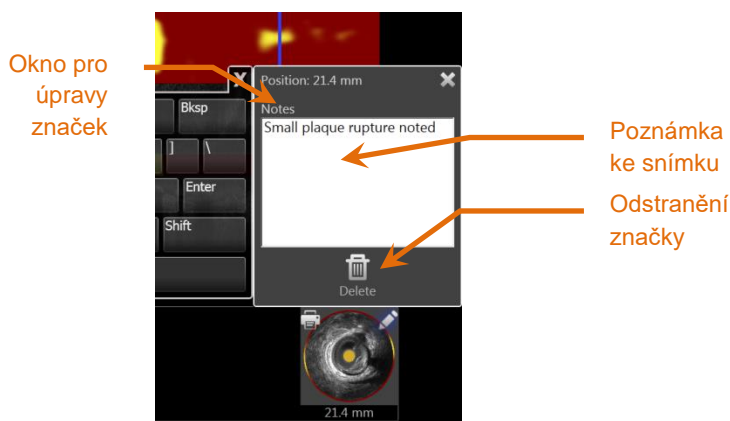 Okno pro
úpravy
značek
Position: 21.4 mm
Notes
Small plaque rupture noted
Bksp
]
\
Enter
Shift
Delete
21.4 mm
Poznámka
ke snímku
Odstranění
značky